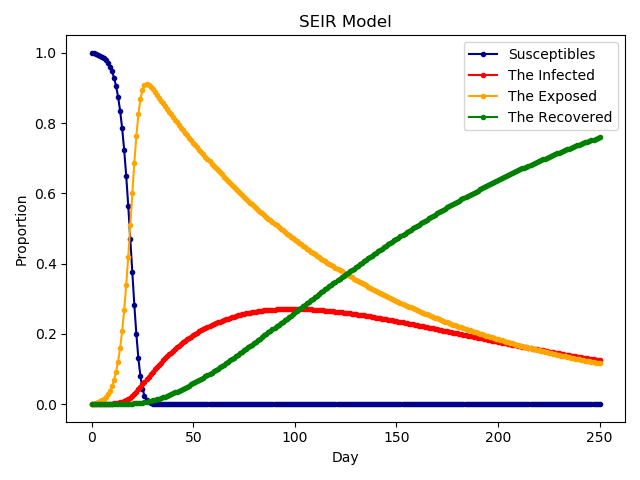 SEIR Model
Susceptibles
The Infected
The Exposed
The Recovered
Proportion
1.0
0.8
0.6
0.4
0.2
0.0
0
50
100
150
200
250
Day